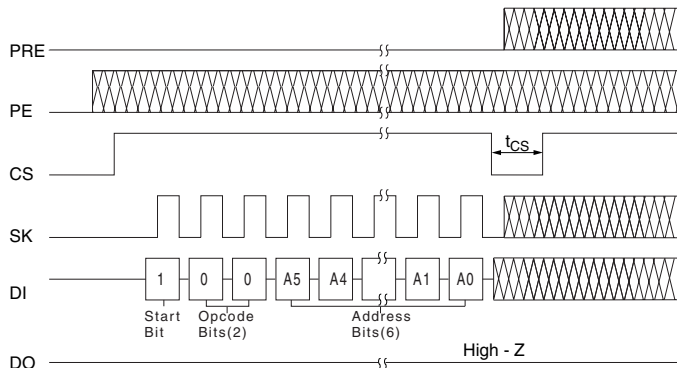 PRE
PE
CS
tCS
SK
DI
1 0 0 A5 A4 A1 A0
Start Bit
Opcode Bits(2)
Address Bits(6)
DO
High - Z